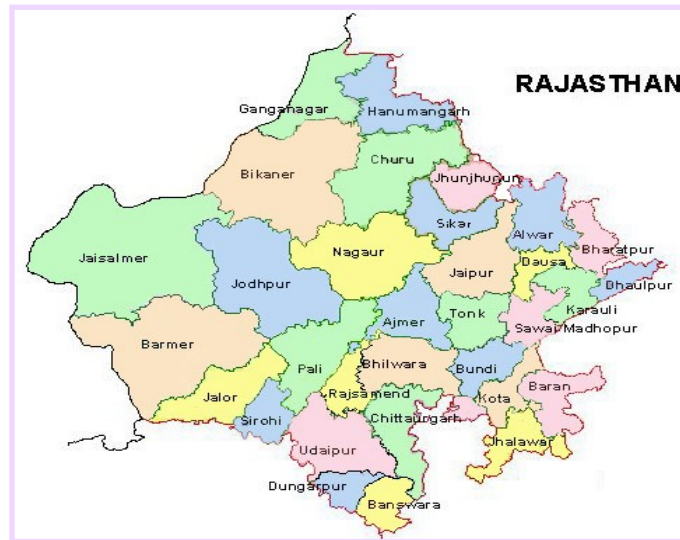 RAJASTHAN
Ganganagar
Hanumangarh
Churu
Bikaner
Jhunjhunun
Sikar
Alwar
Bharatpur
Nagaur
Jaisalmer
Dausa
Jaipur
Jodhpur
Dhaulpur
Karauli
Tonk
Ajmer
Sawai Madhopur
Barmer
Bhilwara
Bundi
Pali
Baran
Rajsamend
Kota
Jalor
Chittaurgarh
Sirohi
Jhalawar
Udaipur
Dungarpur
Banswara